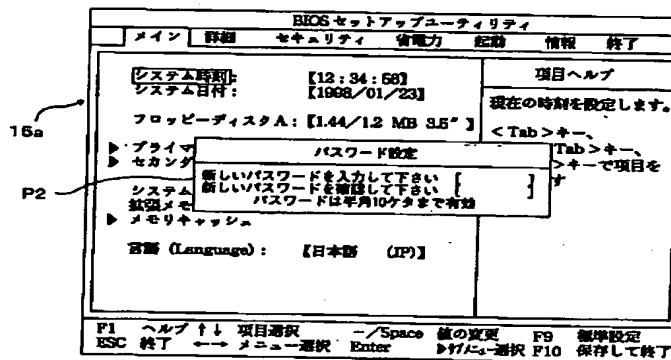 BIOS セットアップユーティリティ
メイン 詳細 セキュリティ 省電力 起動 情報 終了
システム時刻: 【12:34:56】
システム日付: 【1998/01/23】
フロッピーディスクA: 【1.44/1.2 MB 3.5"】
▶ プライマ
▶ セカンダ
システム
拡張メモ
▶ メモリキャッシュ
言語 (Language): 【日本語 (JP)】
項目ヘルプ
現在の時刻を設定します。
<Tab>キー、
Tab>キー、
>キーで項目を
す
パスワード設定
新しいパスワードを入力して下さい [ ]
新しいパスワードを確認して下さい [ ]
パスワードは半角10ケタまで有効
16a
P2
F1 ヘルプ ↑↓ 項目選択 -/Space 値の変更 F9 標準設定
ESC 終了 ←→ メニュー選択 Enter ▶サブメニュー選択 F10 保存して終了